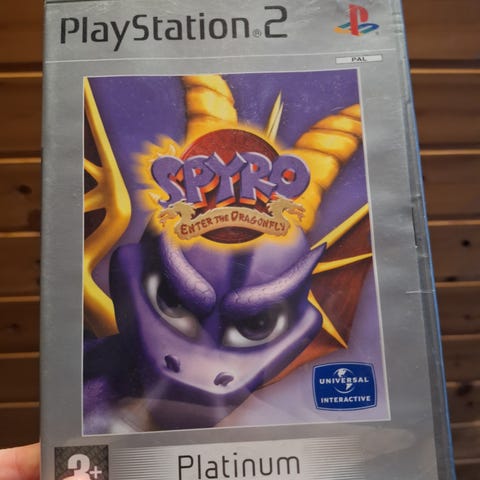 PlayStation®2
PAL
SPYRO
ENTER THE DRAGONFLY
UNIVERSAL
INTERACTIVE
3+
Platinum